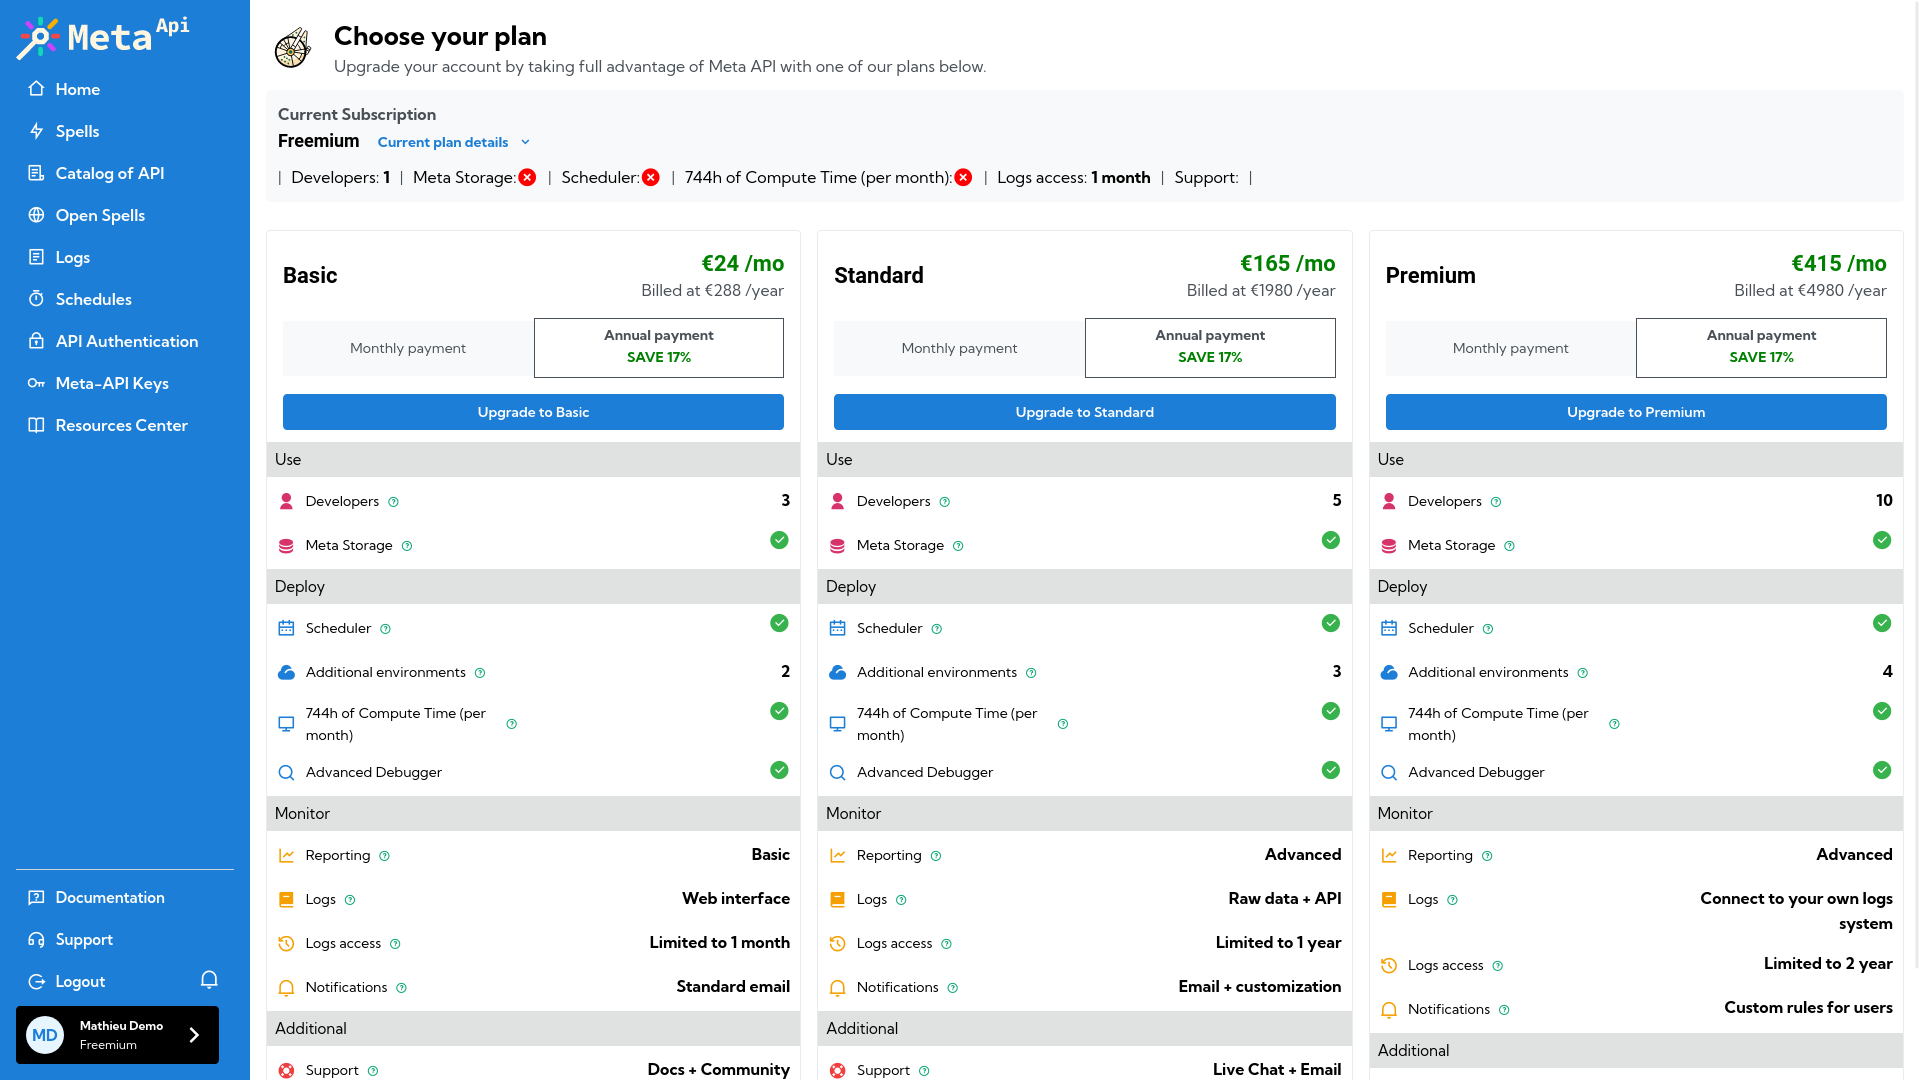 Meta Api
Home
Spells
Catalog of API
Open Spells
Logs
Schedules
API Authentication
Meta-API Keys
Resources Center
Documentation
Support
Logout
MD
Mathieu Demo
Freemium
Choose your plan
Upgrade your account by taking full advantage of Meta API with one of our plans below.
Current Subscription
Freemium Current plan details
| Developers: 1 | Meta Storage: | Scheduler: | 744h of Compute Time (per month): | Logs access: 1 month | Support: |
Basic
€24 /mo
Billed at €288 /year
Monthly payment
Annual payment
SAVE 17%
Upgrade to Basic
Use
Developers 3
Meta Storage
Deploy
Scheduler
Additional environments 2
744h of Compute Time (per
month)
Advanced Debugger
Monitor
Reporting Basic
Logs Web interface
Logs access Limited to 1 month
Notifications Standard email
Additional
Support Docs + Community
Standard
€165 /mo
Billed at €1980 /year
Monthly payment
Annual payment
SAVE 17%
Upgrade to Standard
Use
Developers 5
Meta Storage
Deploy
Scheduler
Additional environments 3
744h of Compute Time (per
month)
Advanced Debugger
Monitor
Reporting Advanced
Logs Raw data + API
Logs access Limited to 1 year
Notifications Email + customization
Additional
Support Live Chat + Email
Premium
€415 /mo
Billed at €4980 /year
Monthly payment
Annual payment
SAVE 17%
Upgrade to Premium
Use
Developers 10
Meta Storage
Deploy
Scheduler
Additional environments 4
744h of Compute Time (per
month)
Advanced Debugger
Monitor
Reporting Advanced
Logs Connect to your own logs
system
Logs access Limited to 2 year
Notifications Custom rules for users
Additional